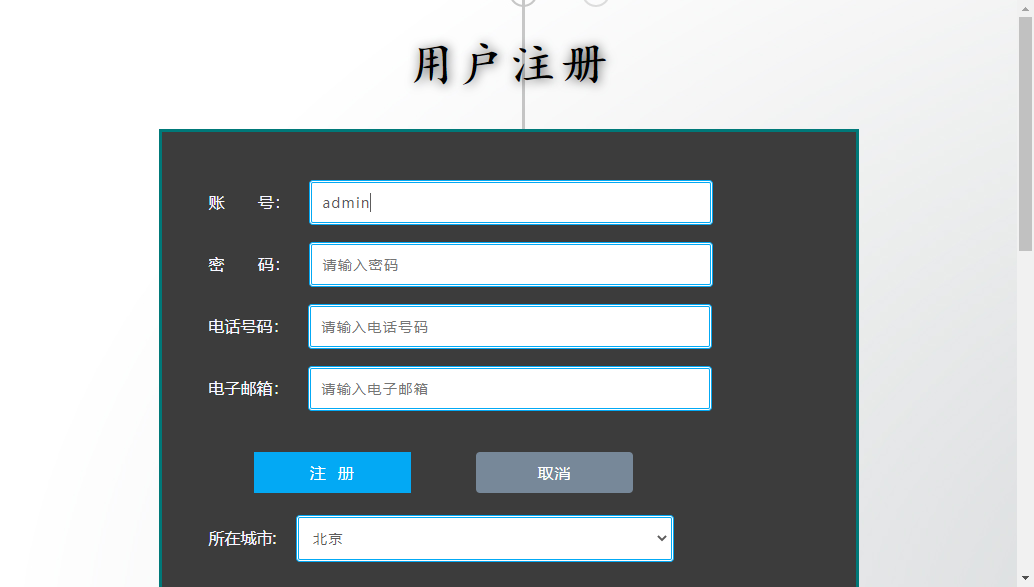 用户注册
账 号: admin
密 码: 请输入密码
电话号码: 请输入电话号码
电子邮箱: 请输入电子邮箱
注 册 取消
所在城市: 北京